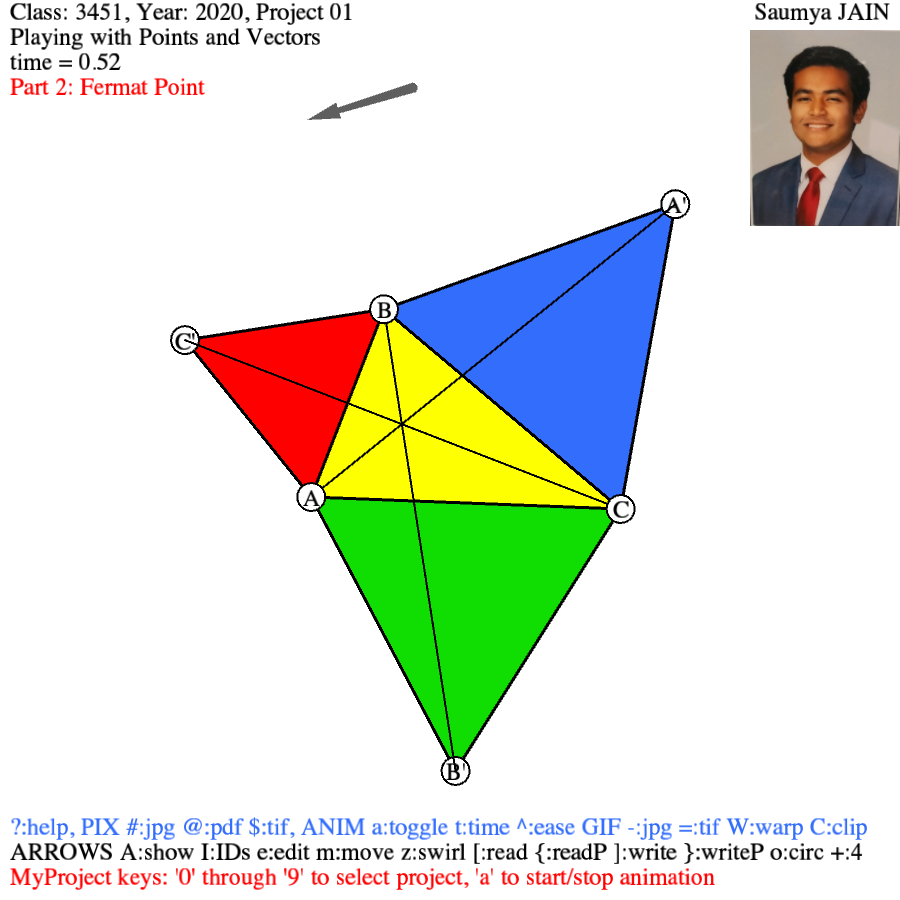 Class: 3451, Year: 2020, Project 01
Saumya JAIN
Playing with Points and Vectors
time = 0.52
Part 2: Fermat Point
A'
B
C'
A
C
B'
?:help, PIX #:jpg @:pdf $:tif, ANIM a:toggle t:time ^:ease GIF -:jpg =:tif W:warp C:clip
ARROWS A:show I:IDs e:edit m:move z:swirl [:read {:readP ]:write }:writeP o:circ +:4
MyProject keys: '0' through '9' to select project, 'a' to start/stop animation